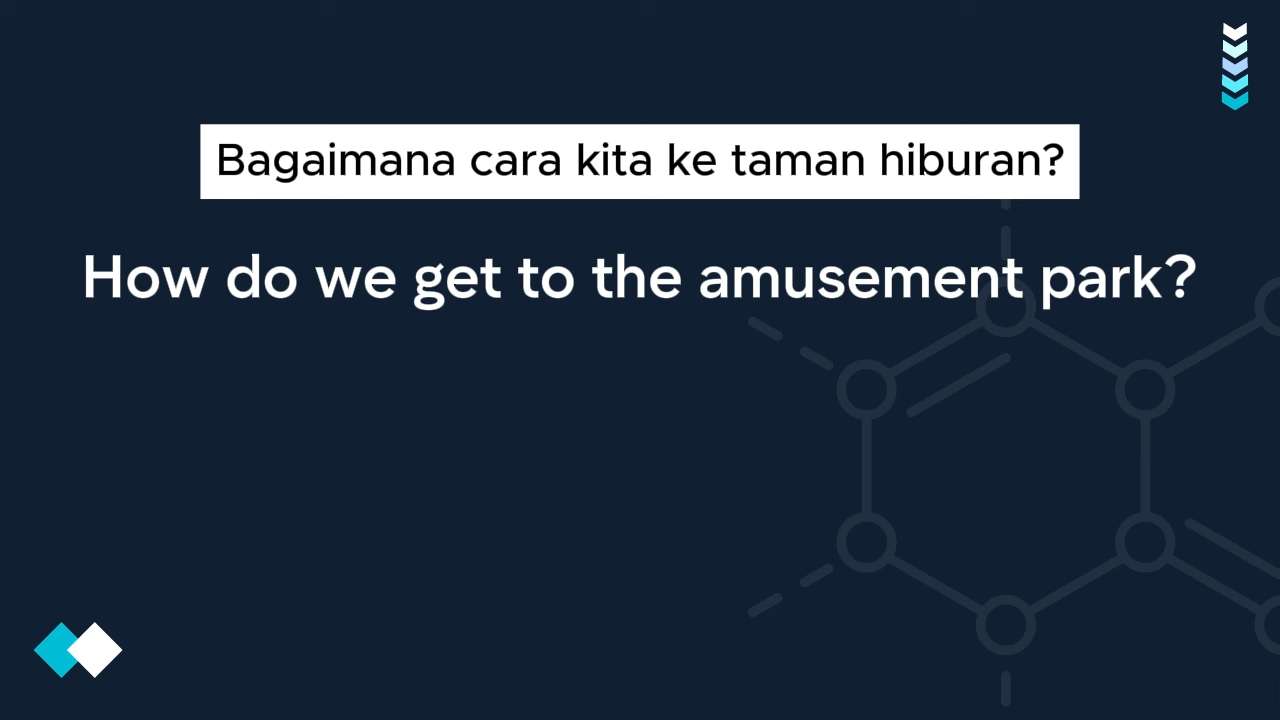 Bagaimana cara kita ke taman hiburan?
How do we get to the amusement park?